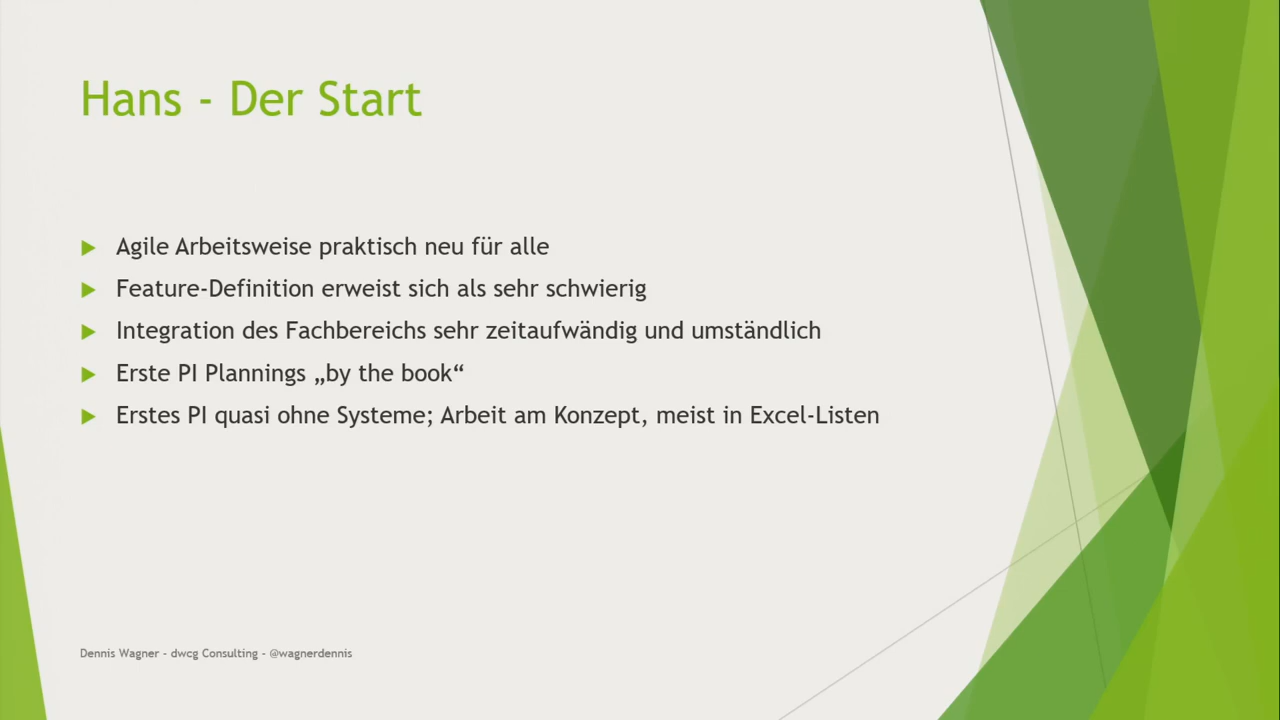 Hans - Der Start
Agile Arbeitsweise praktisch neu für alle
Feature-Definition erweist sich als sehr schwierig
Integration des Fachbereichs sehr zeitaufwändig und umständlich
Erste PI Plannings „by the book“
Erstes PI quasi ohne Systeme; Arbeit am Konzept, meist in Excel-Listen
Dennis Wagner - dwcg Consulting - @wagnerdennis